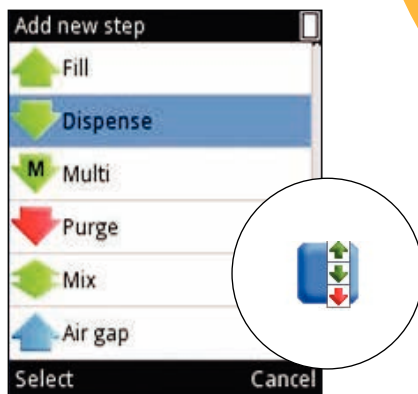 Add new step
Fill
Dispense
M Multi
Purge
Mix
Air gap
Select Cancel